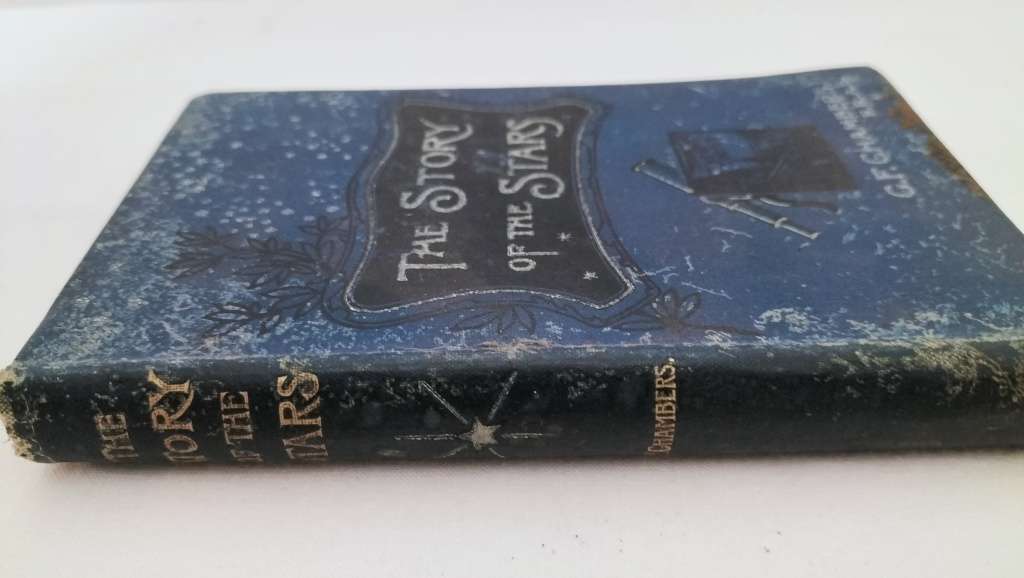 THE STORY
OF THE STARS
G.F. CHAMBERS
F.R.A.S.
THE
STORY
OF THE
STARS
CHAMBERS.